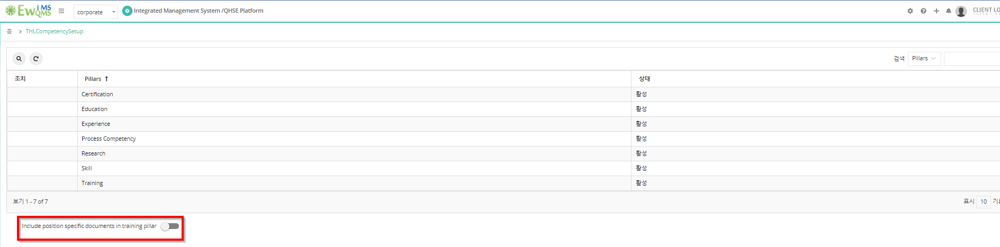 EwQMS IMS corporate Integrated Management System /QHSE Platform CLIENT LO
홈 > THLCompetencySetup
검색 Pillars
조치 Pillars ↑ 상태
Certification 활성
Education 활성
Experience 활성
Process Competency 활성
Research 활성
Skill 활성
Training 활성
보기 1 - 7 of 7 표시 10 기록
Include position specific documents in training pillar